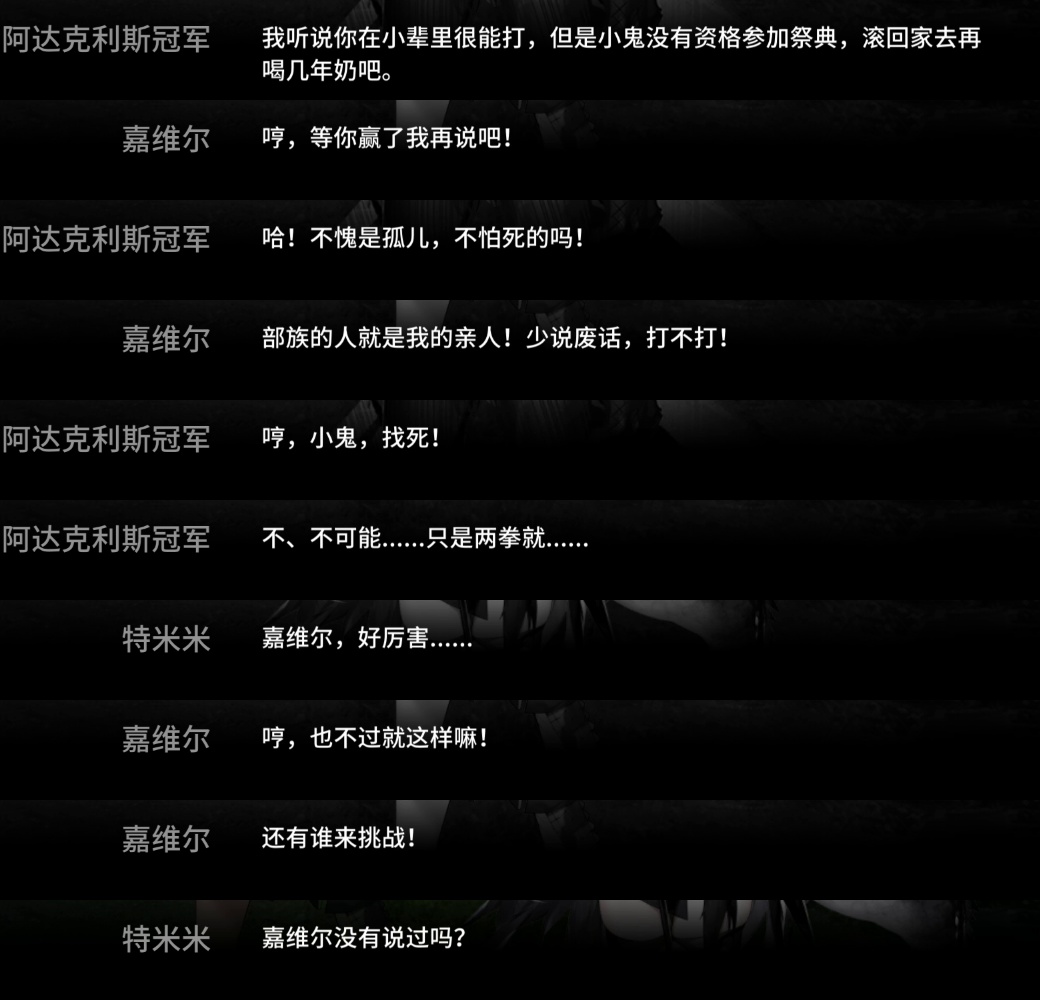 阿达克利斯冠军 我听说你在小辈里很能打，但是小鬼没有资格参加祭典，滚回家去再
喝几年奶吧。
嘉维尔 哼，等你赢了我再说吧！
阿达克利斯冠军 哈！不愧是孤儿，不怕死的吗！
嘉维尔 部族的人就是我的亲人！少说废话，打不打！
阿达克利斯冠军 哼，小鬼，找死！
阿达克利斯冠军 不、不可能……只是两拳就……
特米米 嘉维尔，好厉害……
嘉维尔 哼，也不过就这样嘛！
嘉维尔 还有谁来挑战！
特米米 嘉维尔没有说过吗？